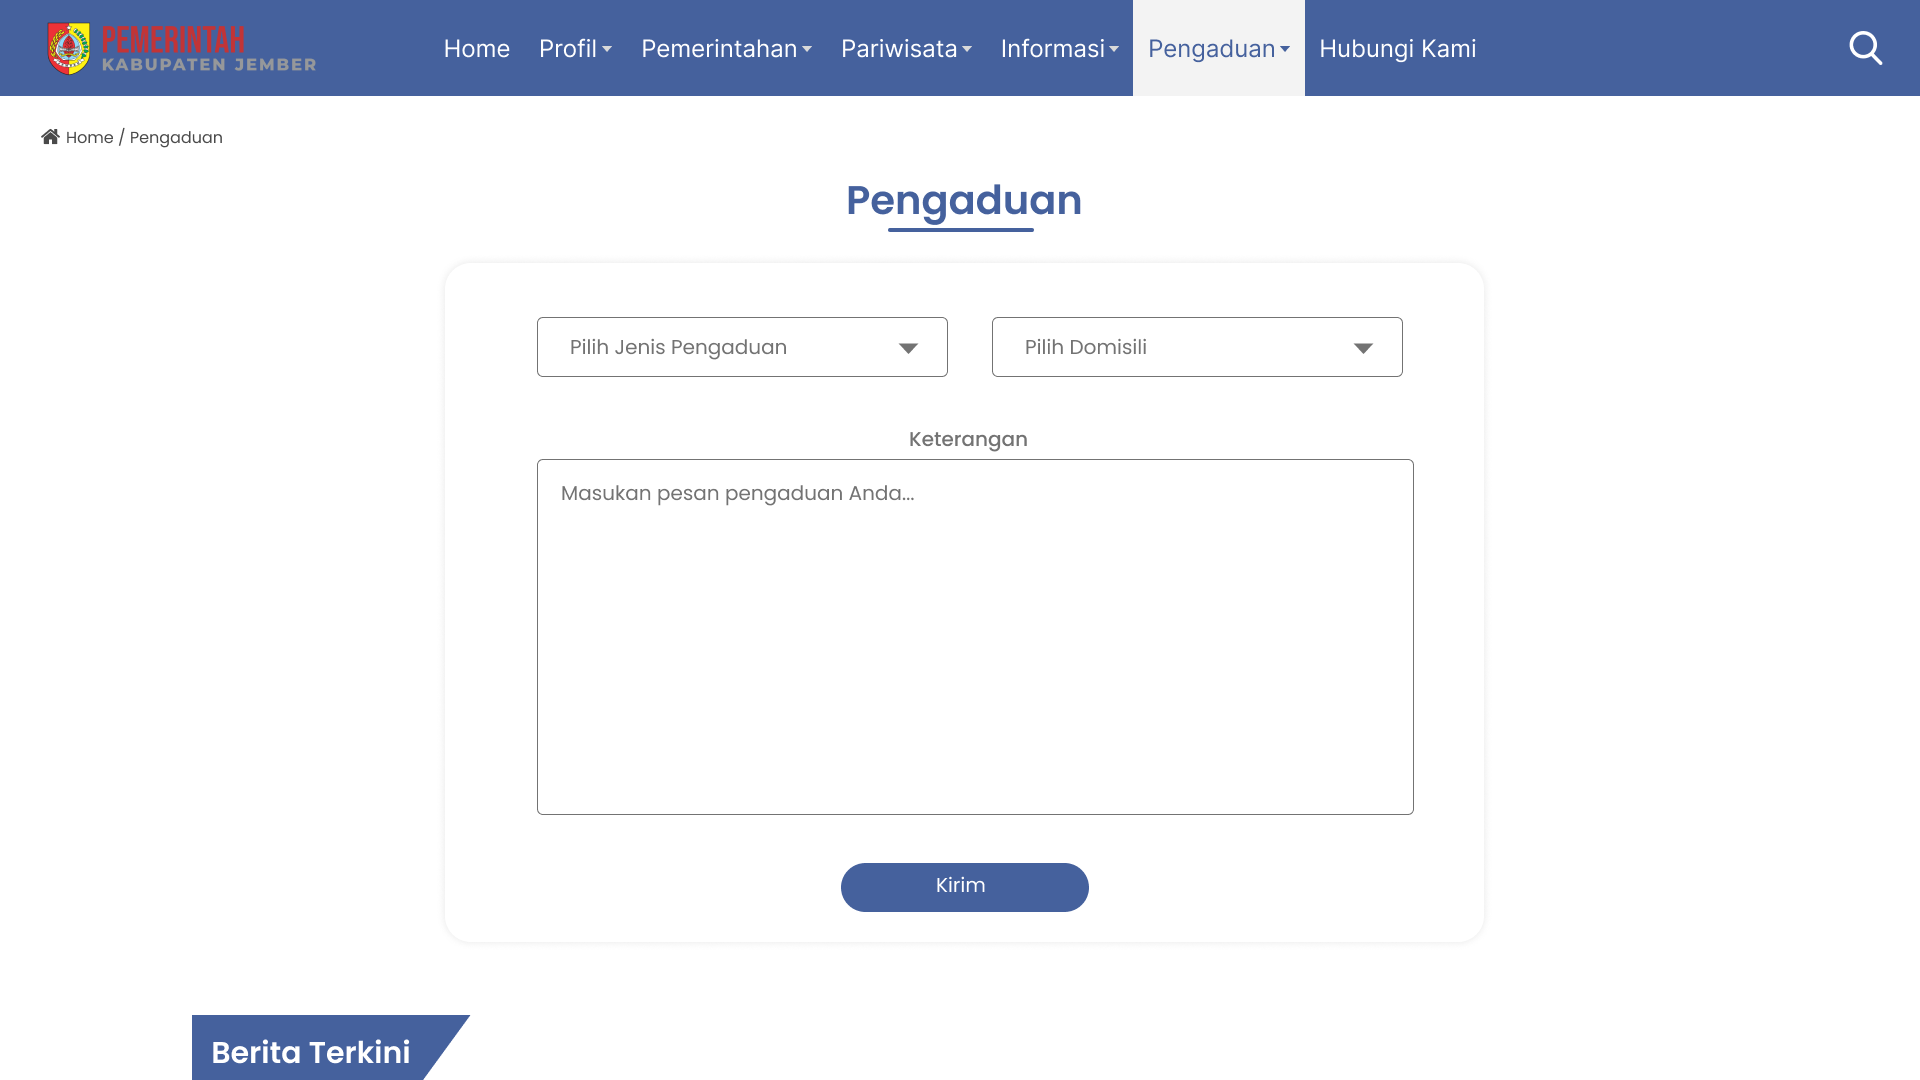 PEMERINTAH
KABUPATEN JEMBER
Home Profil Pemerintahan Pariwisata Informasi Pengaduan Hubungi Kami
Home / Pengaduan
Pengaduan
Pilih Jenis Pengaduan Pilih Domisili
Keterangan
Masukan pesan pengaduan Anda...
Kirim
Berita Terkini